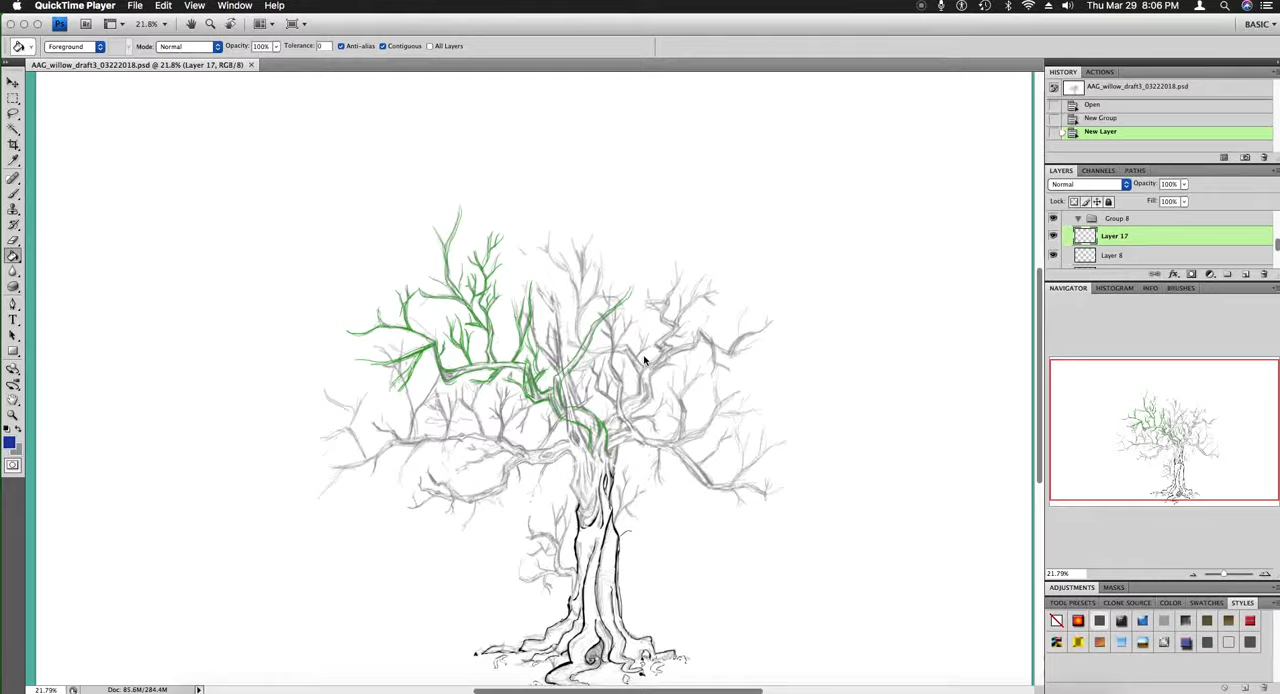 QuickTime Player File Edit View Window Help Thu Mar 29 8:06 PM
Ps Br 21.8% BASIC
Foreground Mode: Normal Opacity: 100% Tolerance: 0 Anti-alias Contiguous All Layers
AAG_willow_draft3_03222018.psd @ 21.8% (Layer 17, RGB/8)
HISTORY ACTIONS
AAG_willow_draft3_03222018.psd
Open
New Group
New Layer
LAYERS CHANNELS PATHS
Normal Opacity: 100%
Lock: Fill: 100%
Group 8
Layer 17
Layer 8
NAVIGATOR HISTOGRAM INFO BRUSHES
21.79%
ADJUSTMENTS MASKS
TOOL PRESETS CLONE SOURCE COLOR SWATCHES STYLES
21.79% Doc: 85.6M/284.4M